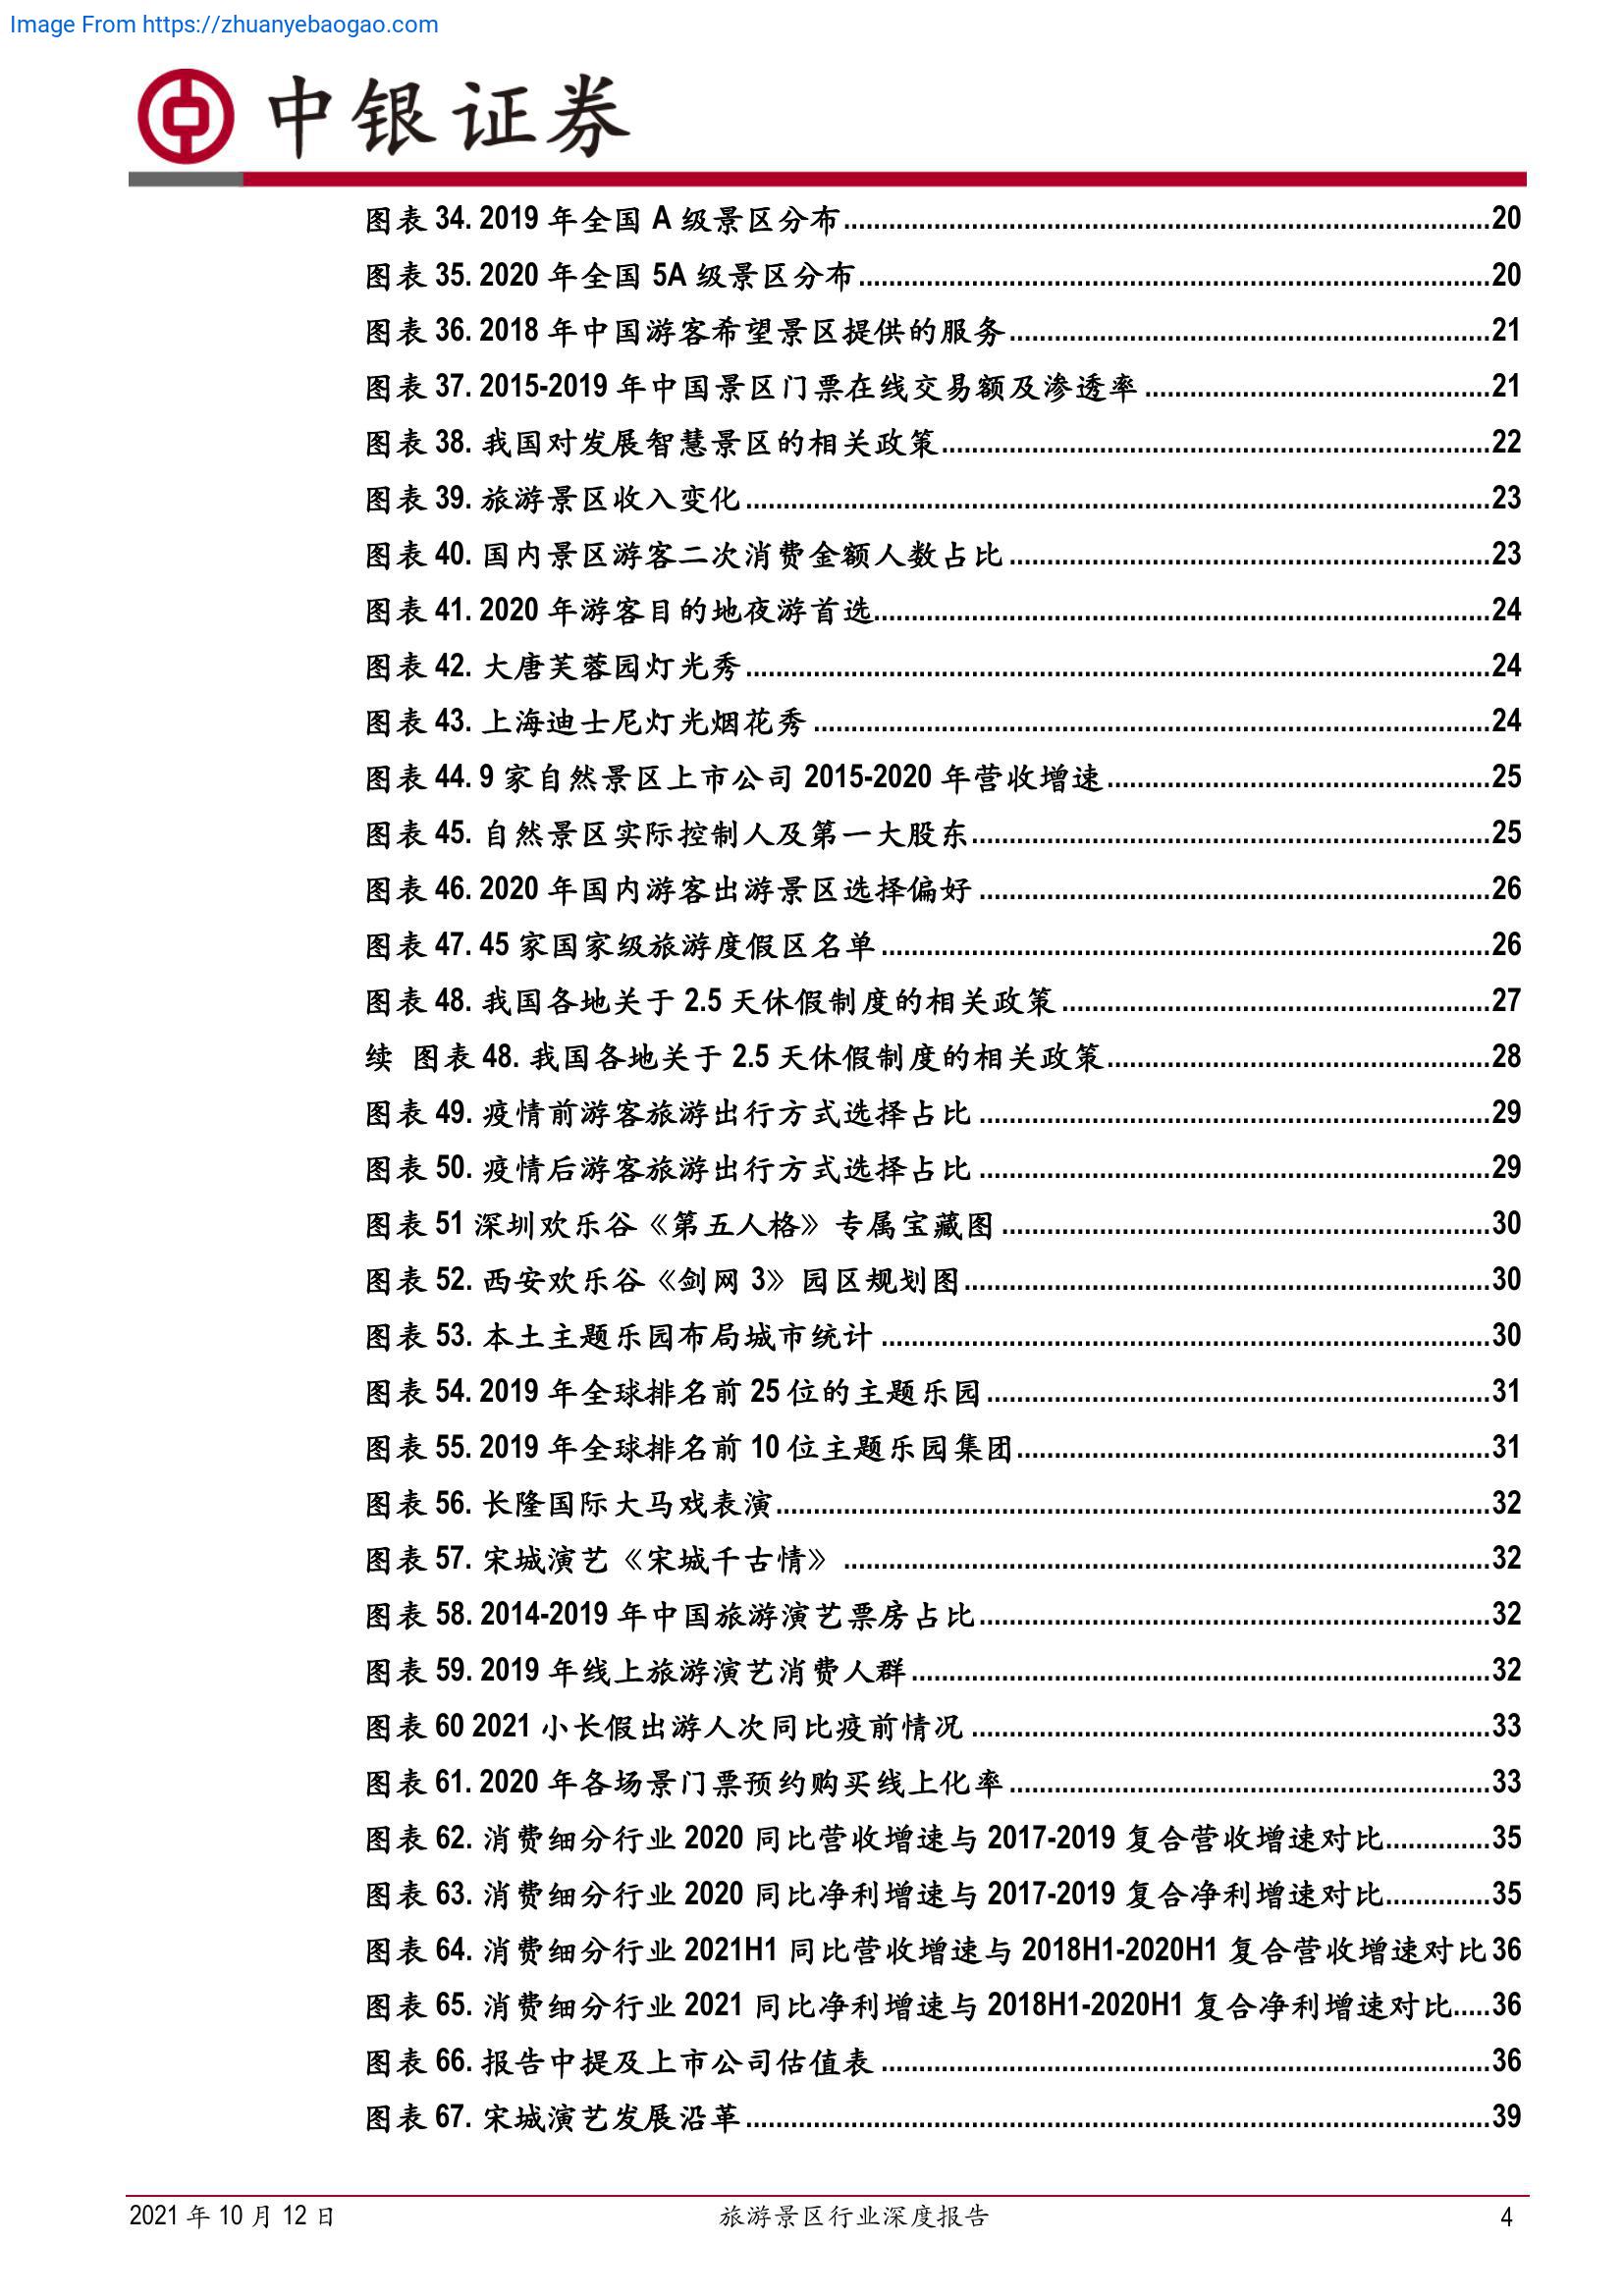 Image From https://zhuanyebaogao.com
中银证券
图表 34. 2019 年全国 A 级景区分布....................20
图表 35. 2020 年全国 5A 级景区分布....................20
图表 36. 2018 年中国游客希望景区提供的服务....................21
图表 37. 2015-2019 年中国景区门票在线交易额及渗透率....................21
图表 38. 我国对发展智慧景区的相关政策....................22
图表 39. 旅游景区收入变化....................23
图表 40. 国内景区游客二次消费金额人数占比....................23
图表 41. 2020 年游客目的地夜游首选....................24
图表 42. 大唐芙蓉园灯光秀....................24
图表 43. 上海迪士尼灯光烟花秀....................24
图表 44. 9 家自然景区上市公司 2015-2020 年营收增速....................25
图表 45. 自然景区实际控制人及第一大股东....................25
图表 46. 2020 年国内游客出游景区选择偏好....................26
图表 47. 45 家国家级旅游度假区名单....................26
图表 48. 我国各地关于 2.5 天休假制度的相关政策....................27
续 图表 48. 我国各地关于 2.5 天休假制度的相关政策....................28
图表 49. 疫情前游客旅游出行方式选择占比....................29
图表 50. 疫情后游客旅游出行方式选择占比....................29
图表 51 深圳欢乐谷《第五人格》专属宝藏图....................30
图表 52. 西安欢乐谷《剑网 3》园区规划图....................30
图表 53. 本土主题乐园布局城市统计....................30
图表 54. 2019 年全球排名前 25 位的主题乐园....................31
图表 55. 2019 年全球排名前 10 位主题乐园集团....................31
图表 56. 长隆国际大马戏表演....................32
图表 57. 宋城演艺《宋城千古情》....................32
图表 58. 2014-2019 年中国旅游演艺票房占比....................32
图表 59. 2019 年线上旅游演艺消费人群....................32
图表 60 2021 小长假出游人次同比疫前情况....................33
图表 61. 2020 年各场景门票预约购买线上化率....................33
图表 62. 消费细分行业 2020 同比营收增速与 2017-2019 复合营收增速对比..............35
图表 63. 消费细分行业 2020 同比净利增速与 2017-2019 复合净利增速对比..............35
图表 64. 消费细分行业 2021H1 同比营收增速与 2018H1-2020H1 复合营收增速对比36
图表 65. 消费细分行业 2021 同比净利增速与 2018H1-2020H1 复合净利增速对比.....36
图表 66. 报告中提及上市公司估值表....................36
图表 67. 宋城演艺发展沿革....................39
2021 年 10 月 12 日 旅游景区行业深度报告 4